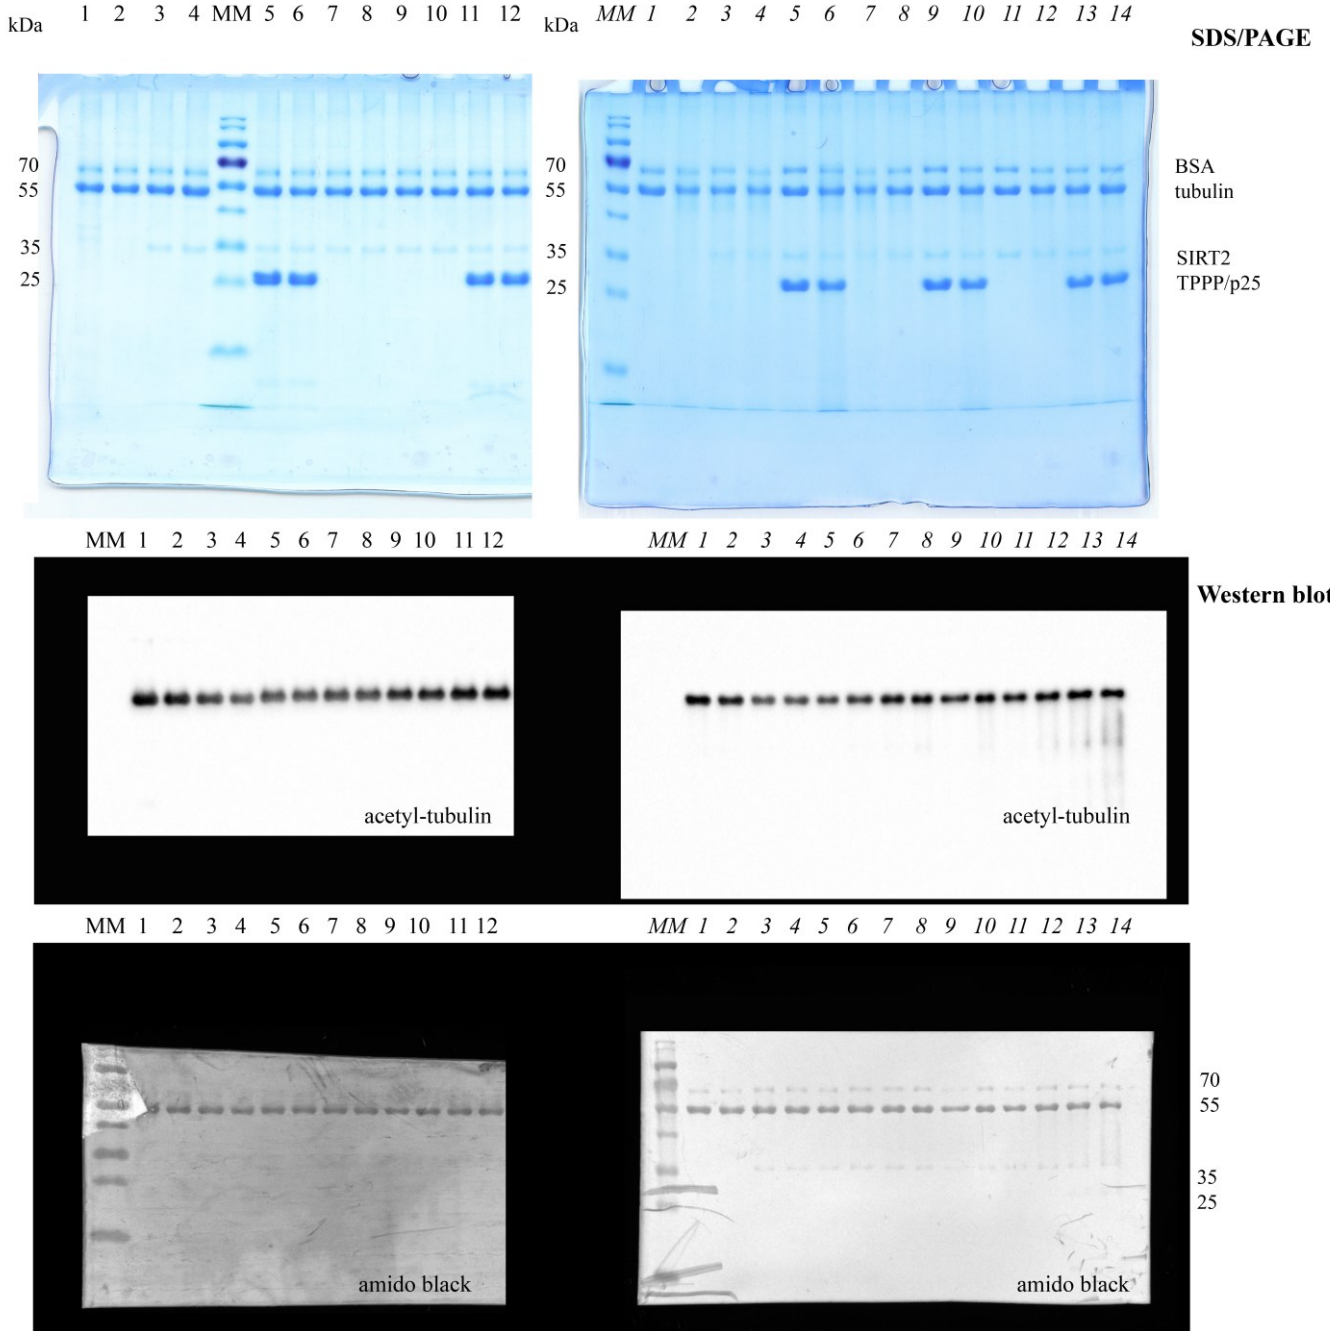 kDa 1 2 3 4 MM 5 6 7 8 9 10 11 12
kDa MM 1 2 3 4 5 6 7 8 9 10 11 12 13 14
SDS/PAGE
70
55
35
25
70
55
35
25
BSA
tubulin
SIRT2
TPPP/p25
MM 1 2 3 4 5 6 7 8 9 10 11 12
MM 1 2 3 4 5 6 7 8 9 10 11 12 13 14
Western blot
acetyl-tubulin
acetyl-tubulin
MM 1 2 3 4 5 6 7 8 9 10 11 12
MM 1 2 3 4 5 6 7 8 9 10 11 12 13 14
70
55
35
25
amido black
amido black